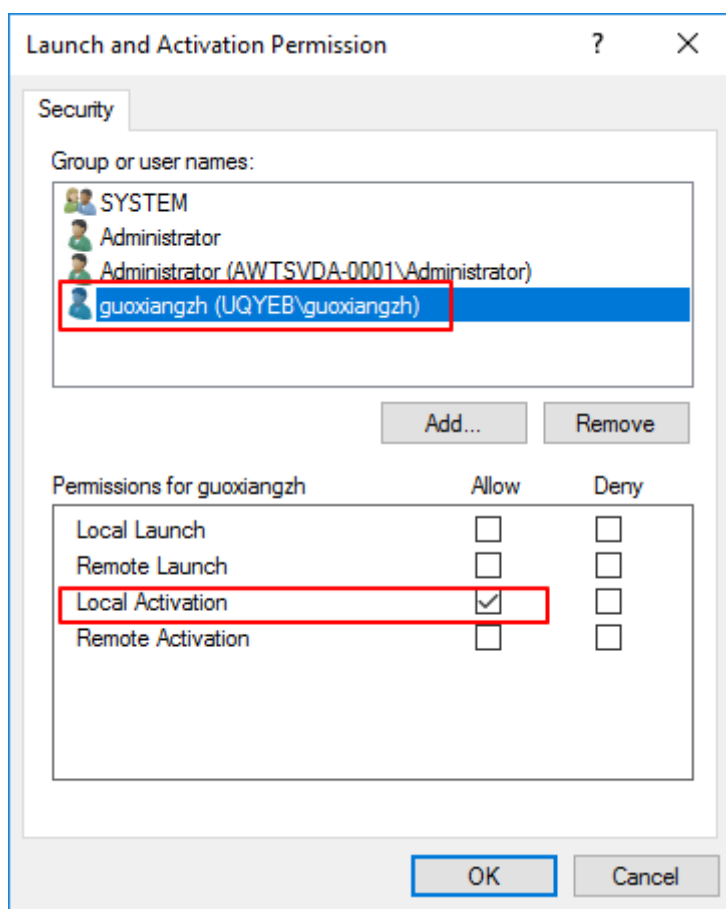 Launch and Activation Permission ? ×
Security
Group or user names:
SYSTEM
Administrator
Administrator (AWTSVDA-0001\Administrator)
guoxiangzh (UQYEB\guoxiangzh)
Add... Remove
Permissions for guoxiangzh Allow Deny
Local Launch
Remote Launch
Local Activation
Remote Activation
OK Cancel